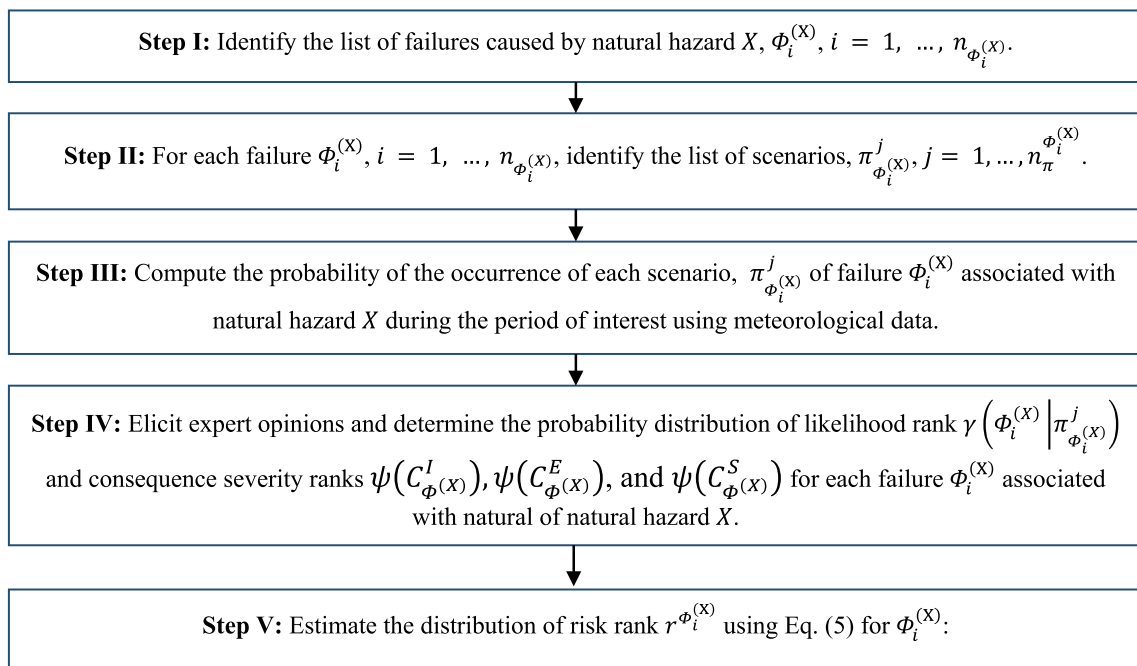 Step I: Identify the list of failures caused by natural hazard X, Φ_i^(X), i = 1, …, n_{Φ_i^(X)}.
Step II: For each failure Φ_i^(X), i = 1, …, n_{Φ_i^(X)}, identify the list of scenarios, π^j_{Φ_i^(X)}, j = 1,…,n_π^{Φ_i^(X)}.
Step III: Compute the probability of the occurrence of each scenario, π^j_{Φ_i^(X)} of failure Φ_i^(X) associated with
natural hazard X during the period of interest using meteorological data.
Step IV: Elicit expert opinions and determine the probability distribution of likelihood rank γ(Φ_i^(X) |π^j_{Φ_i^(X)})
and consequence severity ranks ψ(C^I_{Φ^(X)}), ψ(C^E_{Φ^(X)}), and ψ(C^S_{Φ^(X)}) for each failure Φ_i^(X) associated
with natural of natural hazard X.
Step V: Estimate the distribution of risk rank r^{Φ_i^(X)} using Eq. (5) for Φ_i^(X):